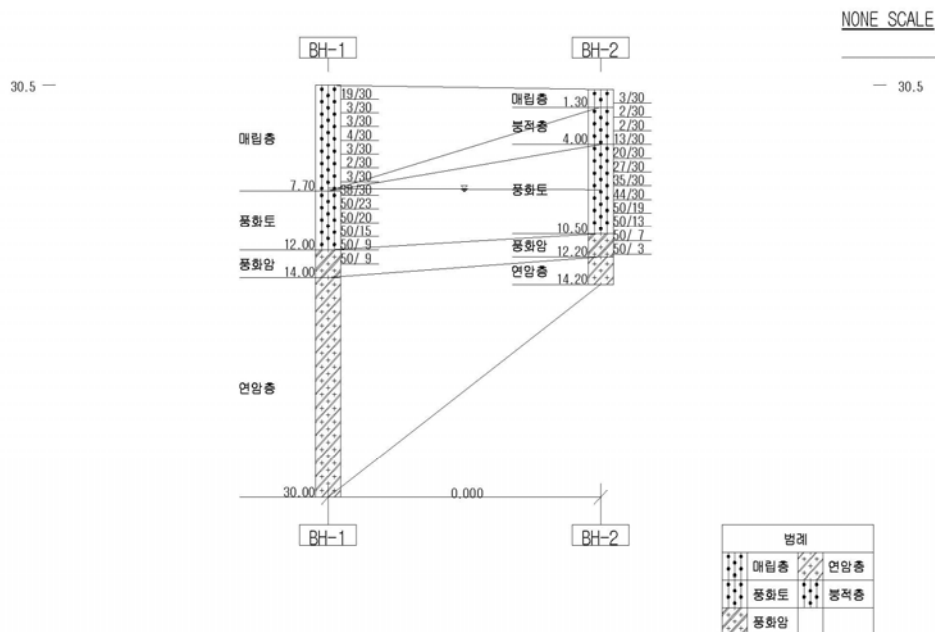 NONE SCALE
BH-1
BH-2
30.5
30.5
매립층
7.70
풍화토
12.00
풍화암
14.00
연암층
30.00
19/30
3/30
3/30
4/30
3/30
2/30
3/30
38/30
50/23
50/20
50/15
50/ 9
50/ 9
매립층 1.30
붕적층
4.00
풍화토
10.50
풍화암
12.20
연암층
14.20
3/30
2/30
2/30
13/30
20/30
27/30
35/30
44/30
50/19
50/13
50/ 7
50/ 3
0.000
BH-1
BH-2
범례
매립층 연암층
풍화토 붕적층
풍화암